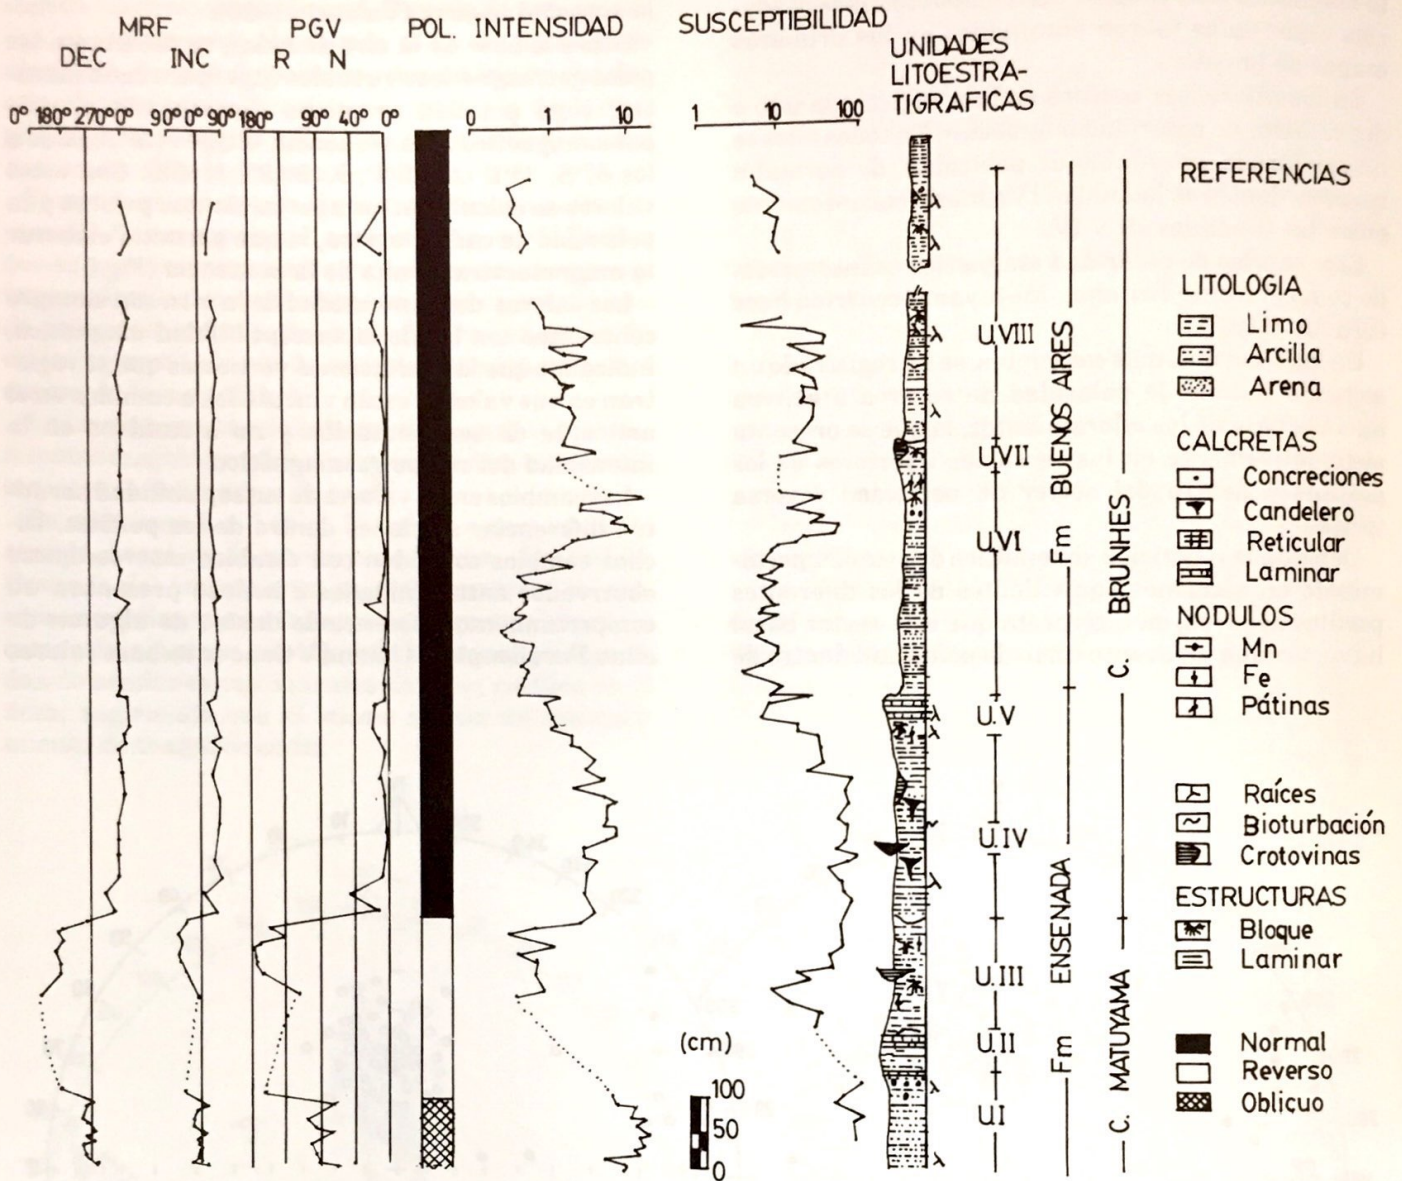 MRF PGV POL. INTENSIDAD SUSCEPTIBILIDAD
DEC INC R N
UNIDADES
LITOESTRA-
TIGRAFICAS
0° 180° 270° 0° 90° 0° 90° 180° 90° 40° 0° 0 1 10 1 10 100
U.VIII
U.VII
U.VI
U.V
U.IV
U.III
U.II
U.I
Fm BUENOS AIRES
Fm ENSENADA
C. BRUNHES
C. MATUYAMA
(cm)
100
50
0
REFERENCIAS
LITOLOGIA
Limo
Arcilla
Arena
CALCRETAS
Concreciones
Candelero
Reticular
Laminar
NODULOS
Mn
Fe
Pátinas
Raíces
Bioturbación
Crotovinas
ESTRUCTURAS
Bloque
Laminar
Normal
Reverso
Oblicuo